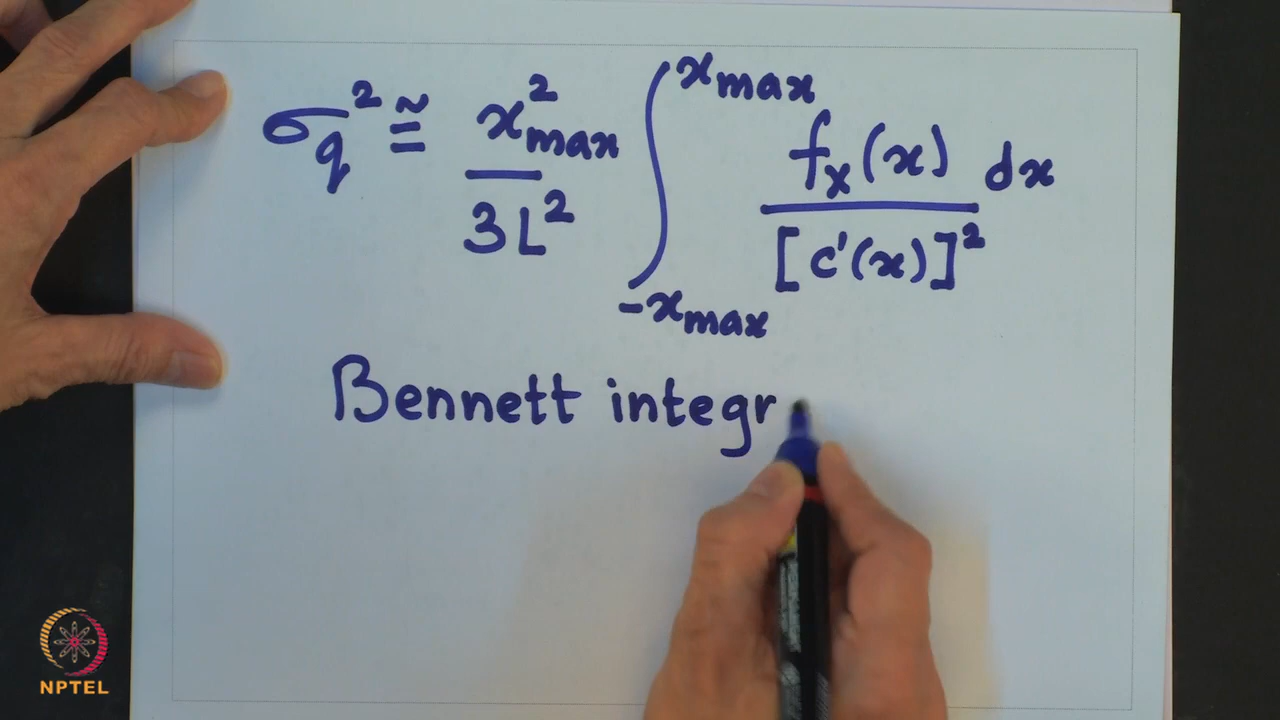 σq² ≅ x²max / 3L² ∫_{-xmax}^{xmax} fx(x) / [c'(x)]² dx
Bennett integr
NPTEL